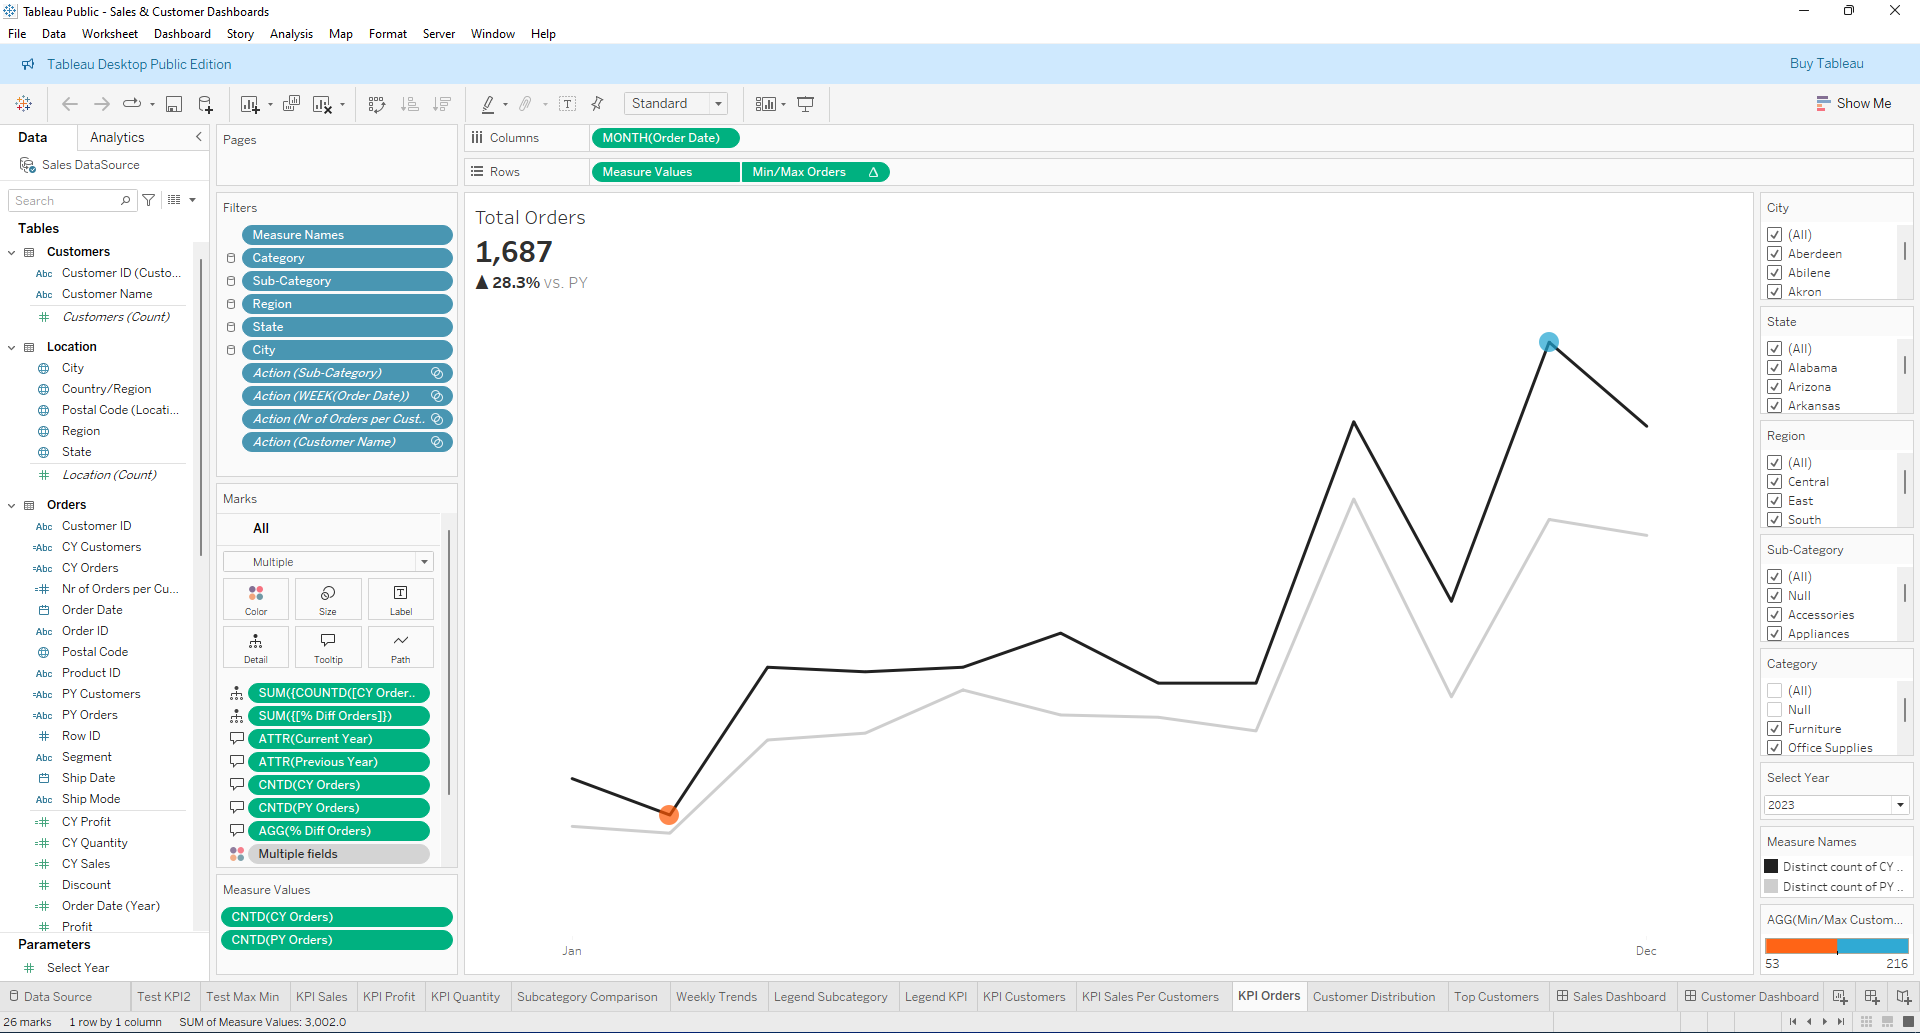 Tableau Public - Sales & Customer Dashboards
File Data Worksheet Dashboard Story Analysis Map Format Server Window Help
Tableau Desktop Public Edition
Buy Tableau
Standard
Show Me
Data
Analytics
Sales DataSource
Search
Tables
Customers
Abc Customer ID (Custo...
Abc Customer Name
Customers (Count)
Location
City
Country/Region
Postal Code (Locati...
Region
State
Location (Count)
Orders
Abc Customer ID
=Abc CY Customers
=Abc CY Orders
=# Nr of Orders per Cu...
Order Date
Abc Order ID
Postal Code
Abc Product ID
=Abc PY Customers
=Abc PY Orders
# Row ID
Abc Segment
Ship Date
Abc Ship Mode
=# CY Profit
=# CY Quantity
=# CY Sales
# Discount
=# Order Date (Year)
# Profit
Parameters
# Select Year
Pages
Filters
Measure Names
Category
Sub-Category
Region
State
City
Action (Sub-Category)
Action (WEEK(Order Date))
Action (Nr of Orders per Cust..
Action (Customer Name)
Marks
All
Multiple
Color
Size
Label
Detail
Tooltip
Path
SUM({COUNTD([CY Order..
SUM({[% Diff Orders]})
ATTR(Current Year)
ATTR(Previous Year)
CNTD(CY Orders)
CNTD(PY Orders)
AGG(% Diff Orders)
Multiple fields
Measure Values
CNTD(CY Orders)
CNTD(PY Orders)
Columns
MONTH(Order Date)
Rows
Measure Values
Min/Max Orders Δ
Total Orders
1,687
▲ 28.3% vs. PY
Jan
Dec
City
(All)
Aberdeen
Abilene
Akron
State
(All)
Alabama
Arizona
Arkansas
Region
(All)
Central
East
South
Sub-Category
(All)
Null
Accessories
Appliances
Category
(All)
Null
Furniture
Office Supplies
Select Year
2023
Measure Names
Distinct count of CY ..
Distinct count of PY ..
AGG(Min/Max Custom...
53
216
Data Source
Test KPI2
Test Max Min
KPI Sales
KPI Profit
KPI Quantity
Subcategory Comparison
Weekly Trends
Legend Subcategory
Legend KPI
KPI Customers
KPI Sales Per Customers
KPI Orders
Customer Distribution
Top Customers
Sales Dashboard
Customer Dashboard
26 marks
1 row by 1 column
SUM of Measure Values: 3,002.0